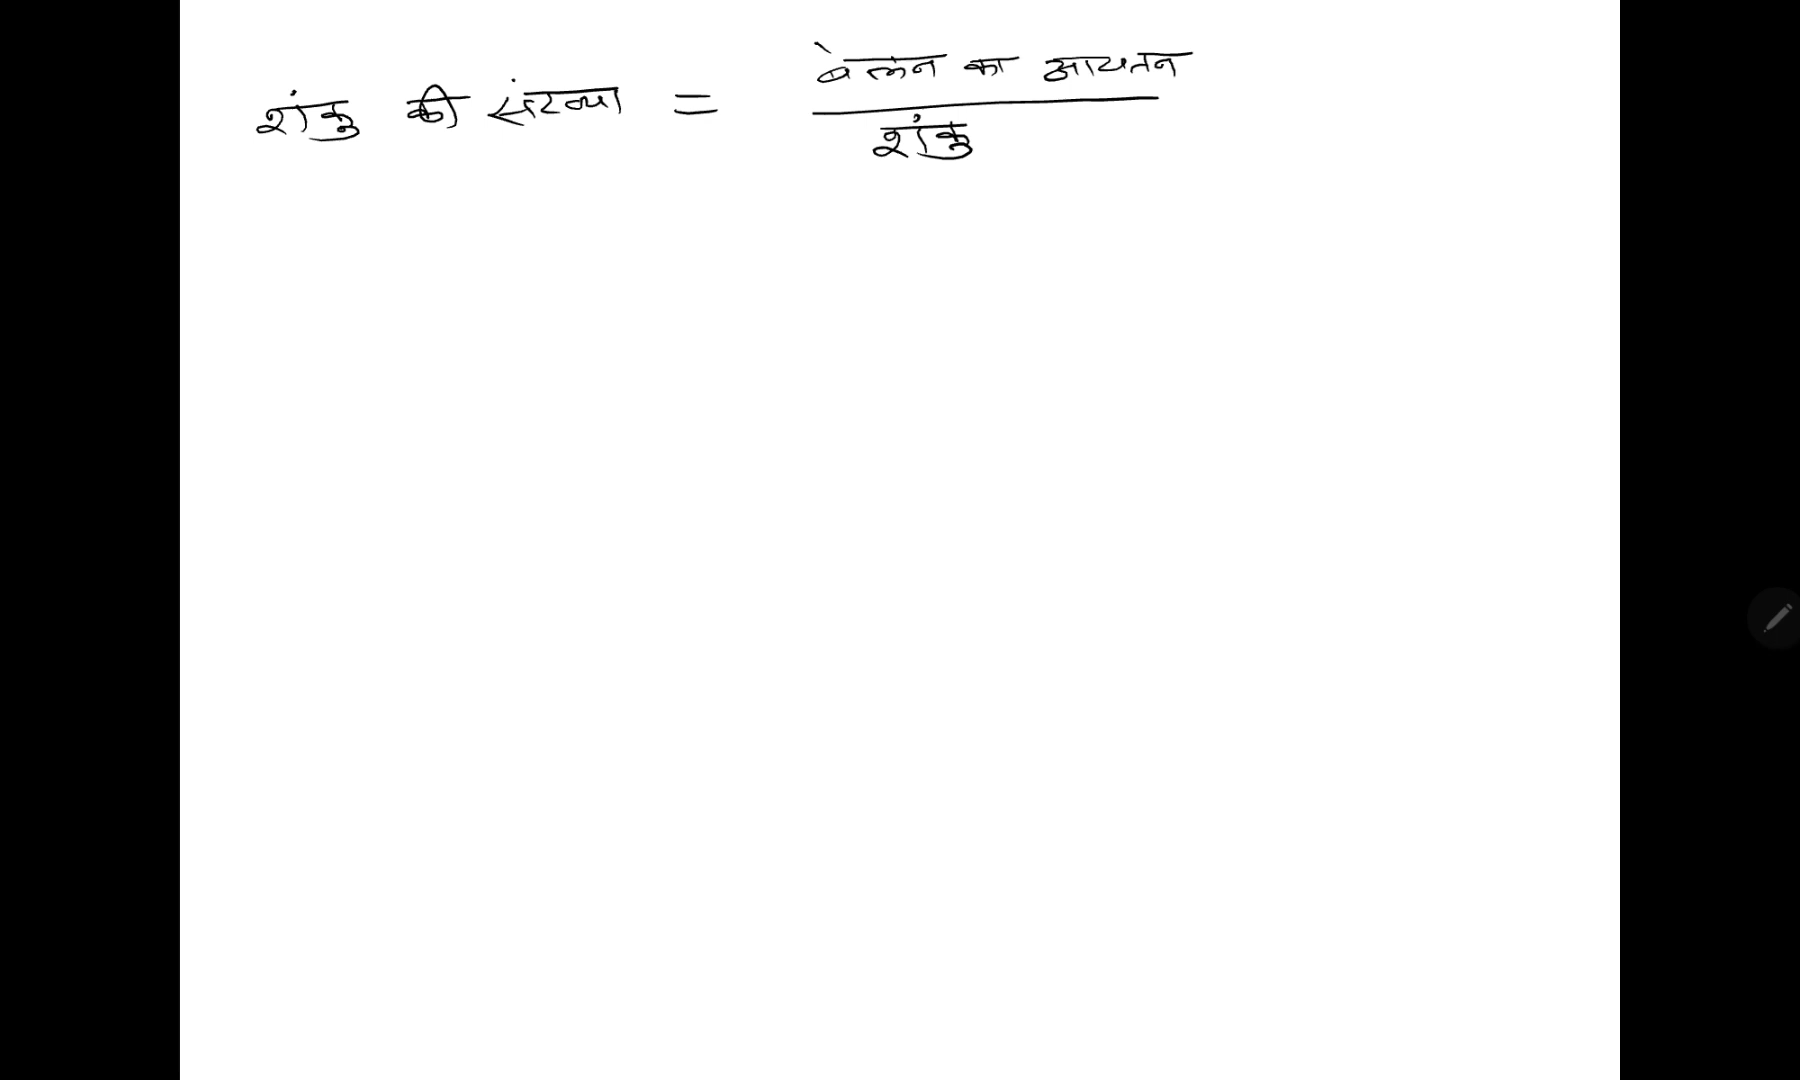 शंकु की संख्या = बेलन का आयतन
शंकु